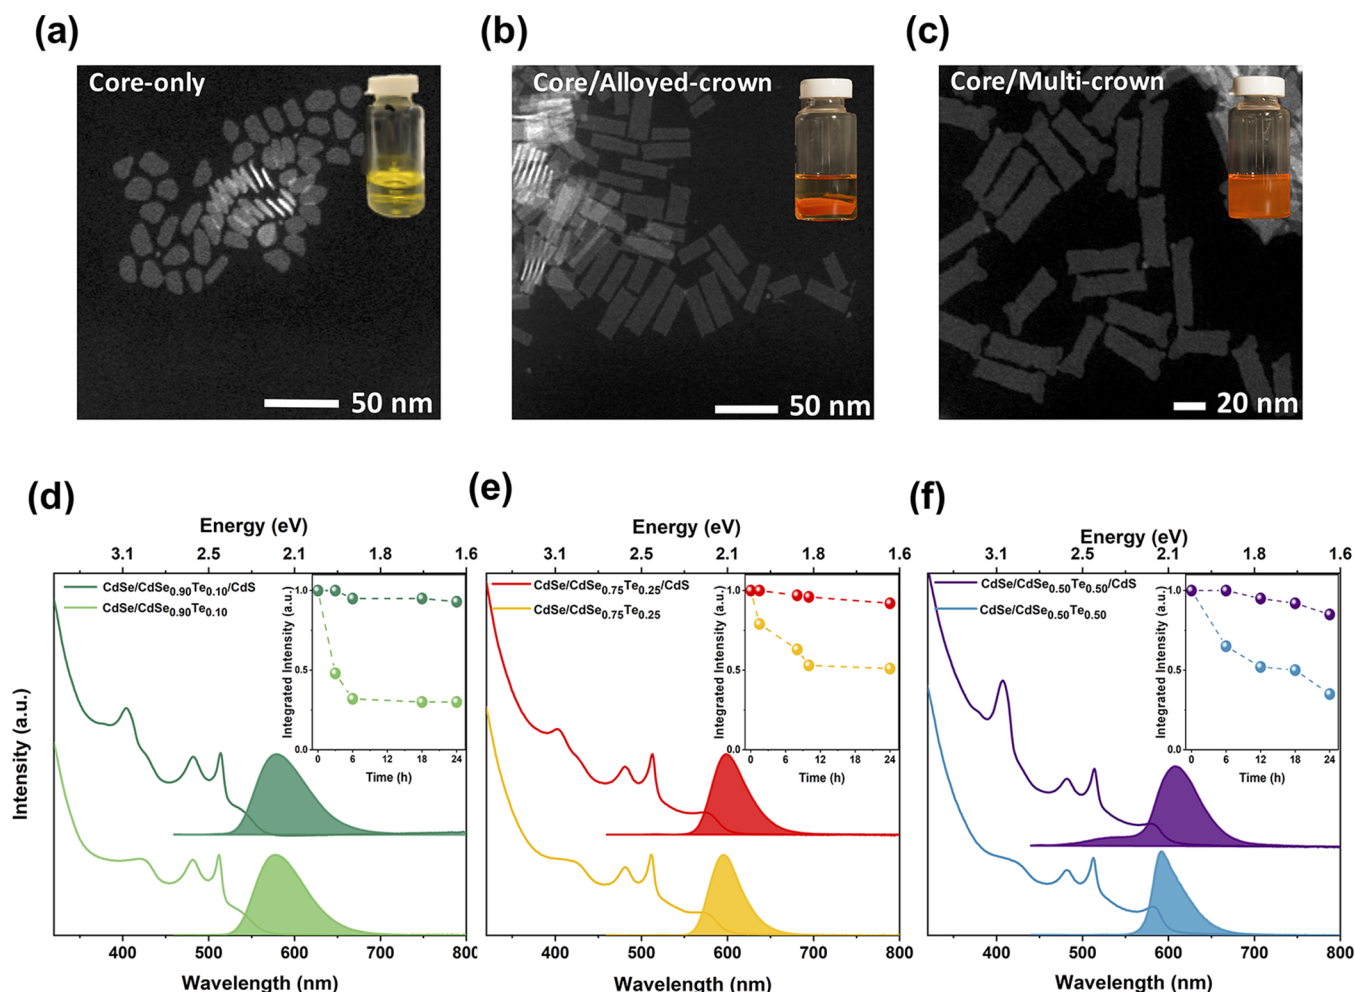 (a)
(b)
(c)
Core-only
Core/Alloyed-crown
Core/Multi-crown
50 nm
50 nm
20 nm
(d)
(e)
(f)
Energy (eV)
3.1 2.5 2.1 1.8 1.6
CdSe/CdSe0.90Te0.10/CdS
CdSe/CdSe0.90Te0.10
Integrated Intensity (a.u.)
1.0
0.5
0.0
0 6 12 18 24
Time (h)
Intensity (a.u.)
400 500 600 700 800
Wavelength (nm)
Energy (eV)
3.1 2.5 2.1 1.8 1.6
CdSe/CdSe0.75Te0.25/CdS
CdSe/CdSe0.75Te0.25
Integrated Intensity (a.u.)
1.0
0.5
0.0
0 6 12 18 24
Time (h)
400 500 600 700 800
Wavelength (nm)
Energy (eV)
3.1 2.5 2.1 1.8 1.6
CdSe/CdSe0.50Te0.50/CdS
CdSe/CdSe0.50Te0.50
Integrated Intensity (a.u.)
1.0
0.5
0.0
0 6 12 18 24
Time (h)
400 500 600 700 800
Wavelength (nm)